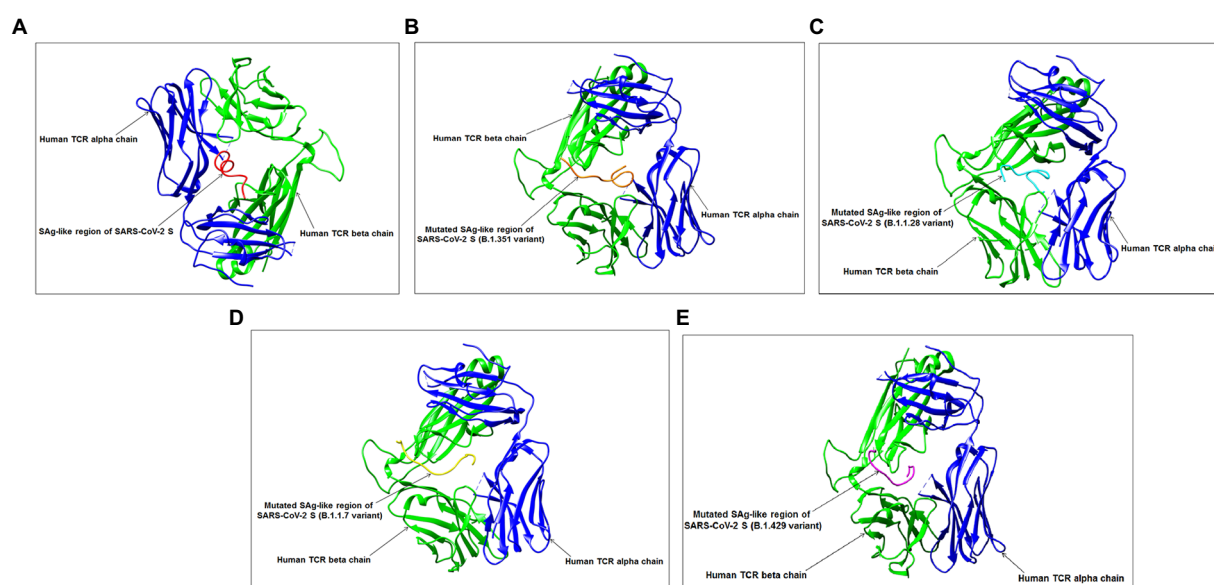 A
Human TCR alpha chain
SAg-like region of SARS-CoV-2 S
Human TCR beta chain
B
Human TCR beta chain
Mutated SAg-like region of
SARS-CoV-2 S (B.1.351 variant)
Human TCR alpha chain
C
Mutated SAg-like region of
SARS-CoV-2 S (B.1.1.28 variant)
Human TCR beta chain
Human TCR alpha chain
D
Mutated SAg-like region of
SARS-CoV-2 S (B.1.1.7 variant)
Human TCR beta chain
Human TCR alpha chain
E
Mutated SAg-like region of
SARS-CoV-2 S (B.1.429 variant)
Human TCR beta chain
Human TCR alpha chain